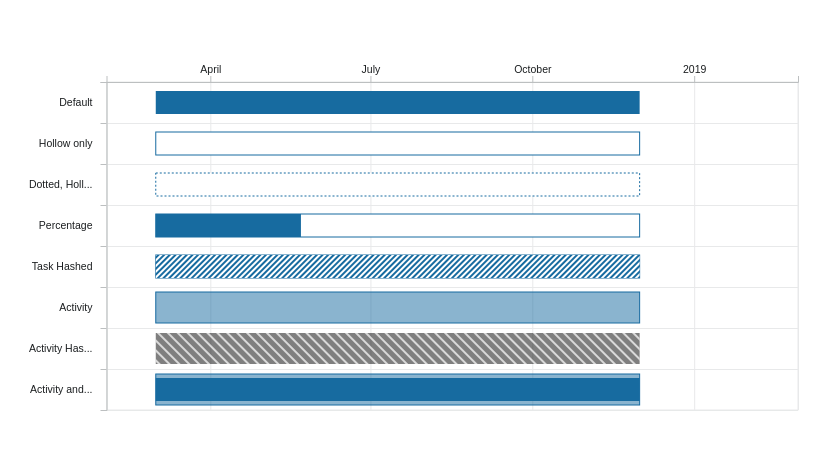 April July October 2019
Default
Hollow only
Dotted, Holl...
Percentage
Task Hashed
Activity
Activity Has...
Activity and...